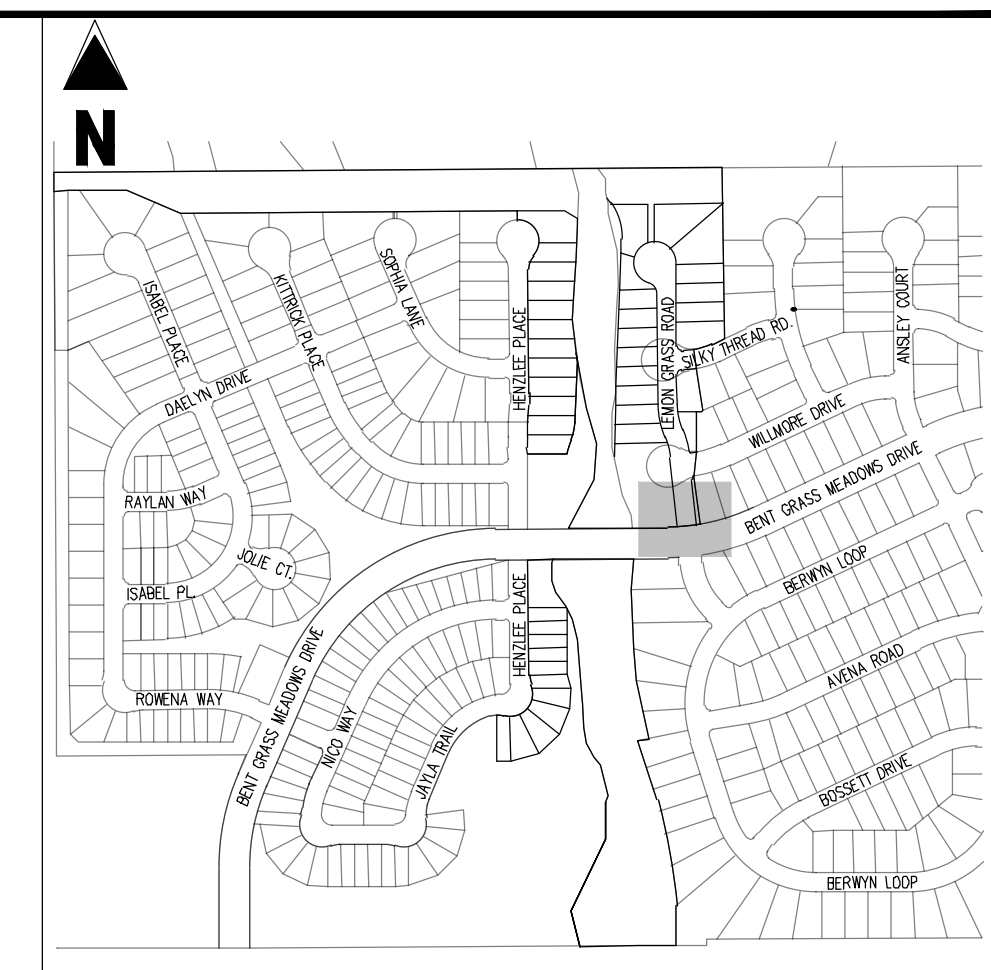 N
ISABEL PLACE
KITTRICK PLACE
SOPHIA LANE
HENZLEE PLACE
LEMON GRASS ROAD
SILKY THREAD RD.
ANSLEY COURT
DAELYN DRIVE
WILLMORE DRIVE
BENT GRASS MEADOWS DRIVE
RAYLAN WAY
JOLIE CT.
ISABEL PL.
BERWYN LOOP
HENZLEE PLACE
AVENA ROAD
ROWENA WAY
BENT GRASS MEADOWS DRIVE
NICO WAY
JAYLA TRAIL
BOSSETT DRIVE
BERWYN LOOP